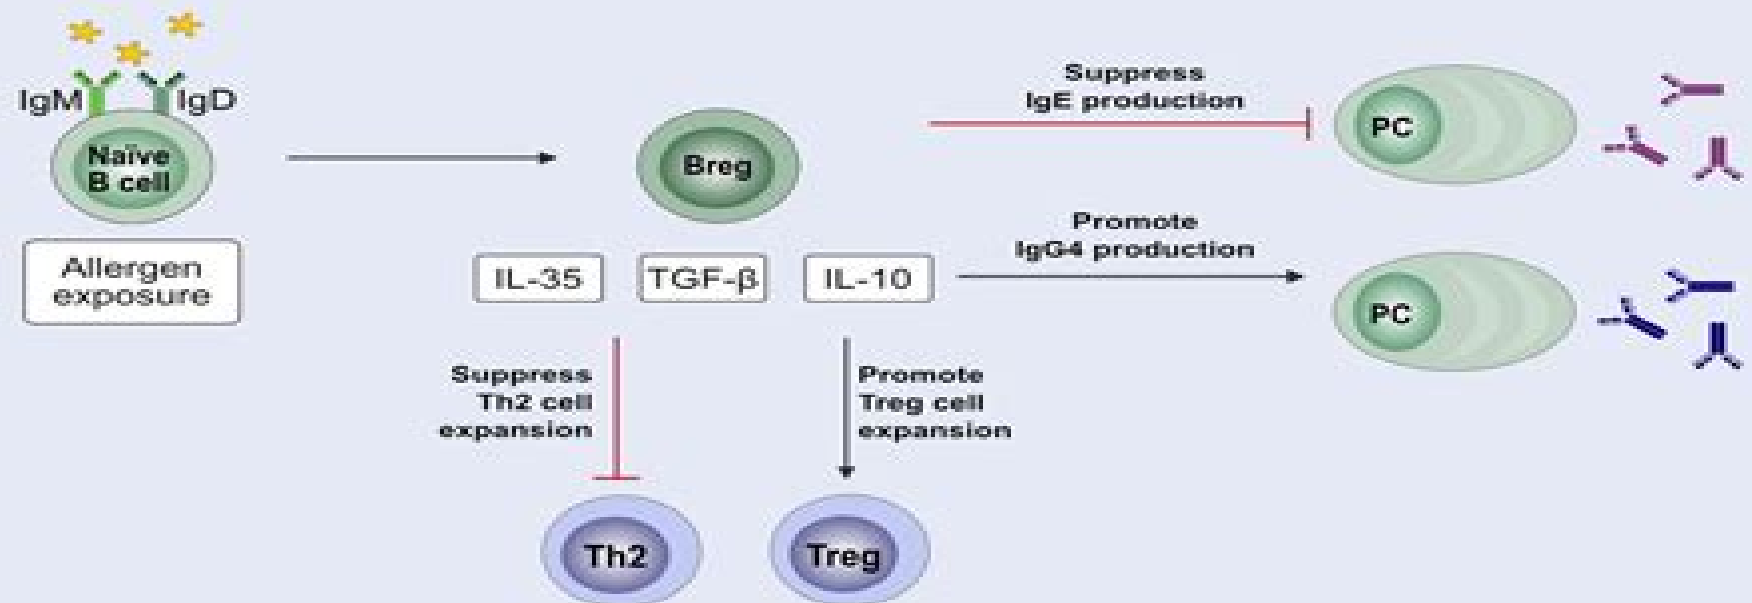 IgM
IgD
Naïve
B cell
Allergen
exposure
Breg
IL-35
TGF-β
IL-10
Suppress
IgE production
PC
Promote
IgG4 production
PC
Suppress
Th2 cell
expansion
Promote
Treg cell
expansion
Th2
Treg